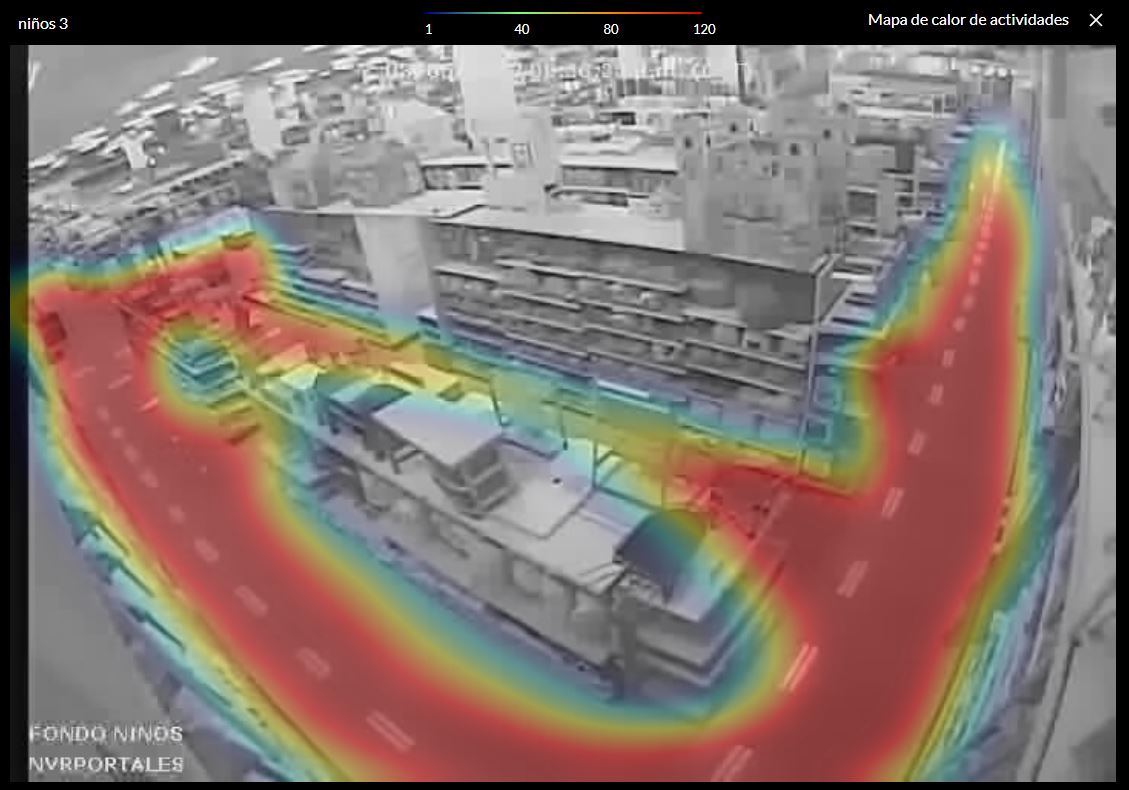 niños 3
1
40
80
120
Mapa de calor de actividades
FONDO NINOS
NVRPORTALES